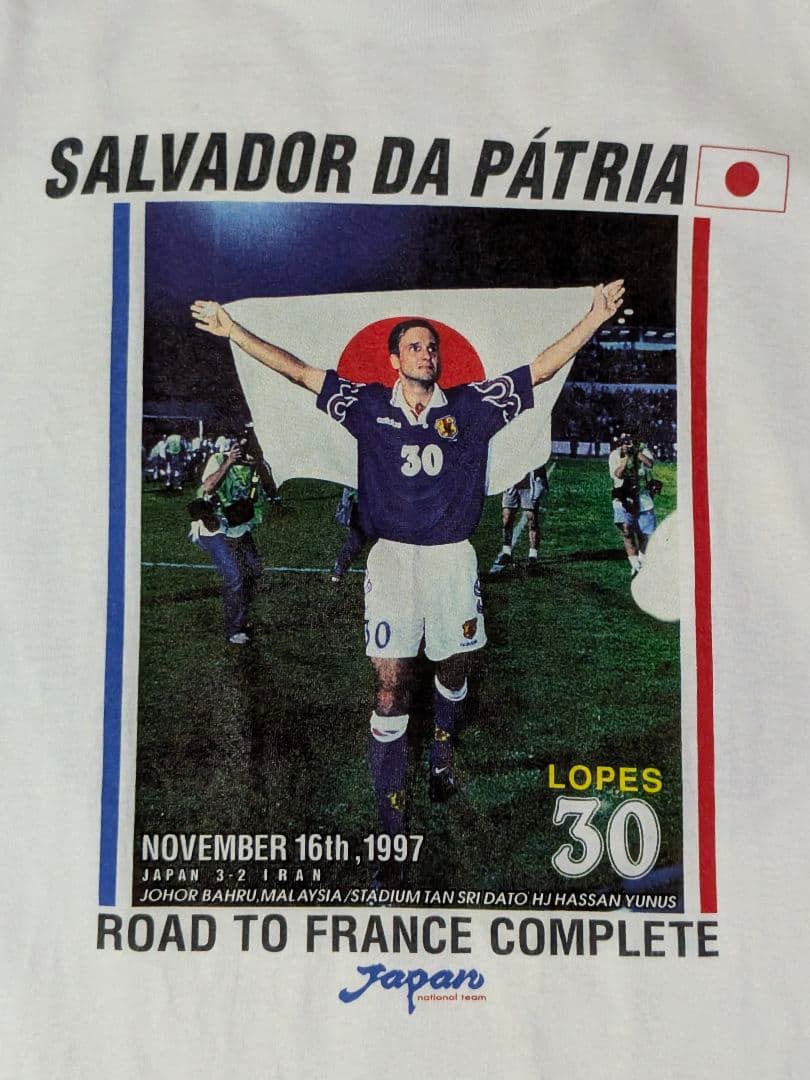 SALVADOR DA PÁTRIA
30
30
LOPES
30
NOVEMBER 16th,1997
JAPAN 3-2 IRAN
JOHOR BAHRU,MALAYSIA/STADIUM TAN SRI DATO' HJ HASSAN YUNUS
ROAD TO FRANCE COMPLETE
Japan
national team